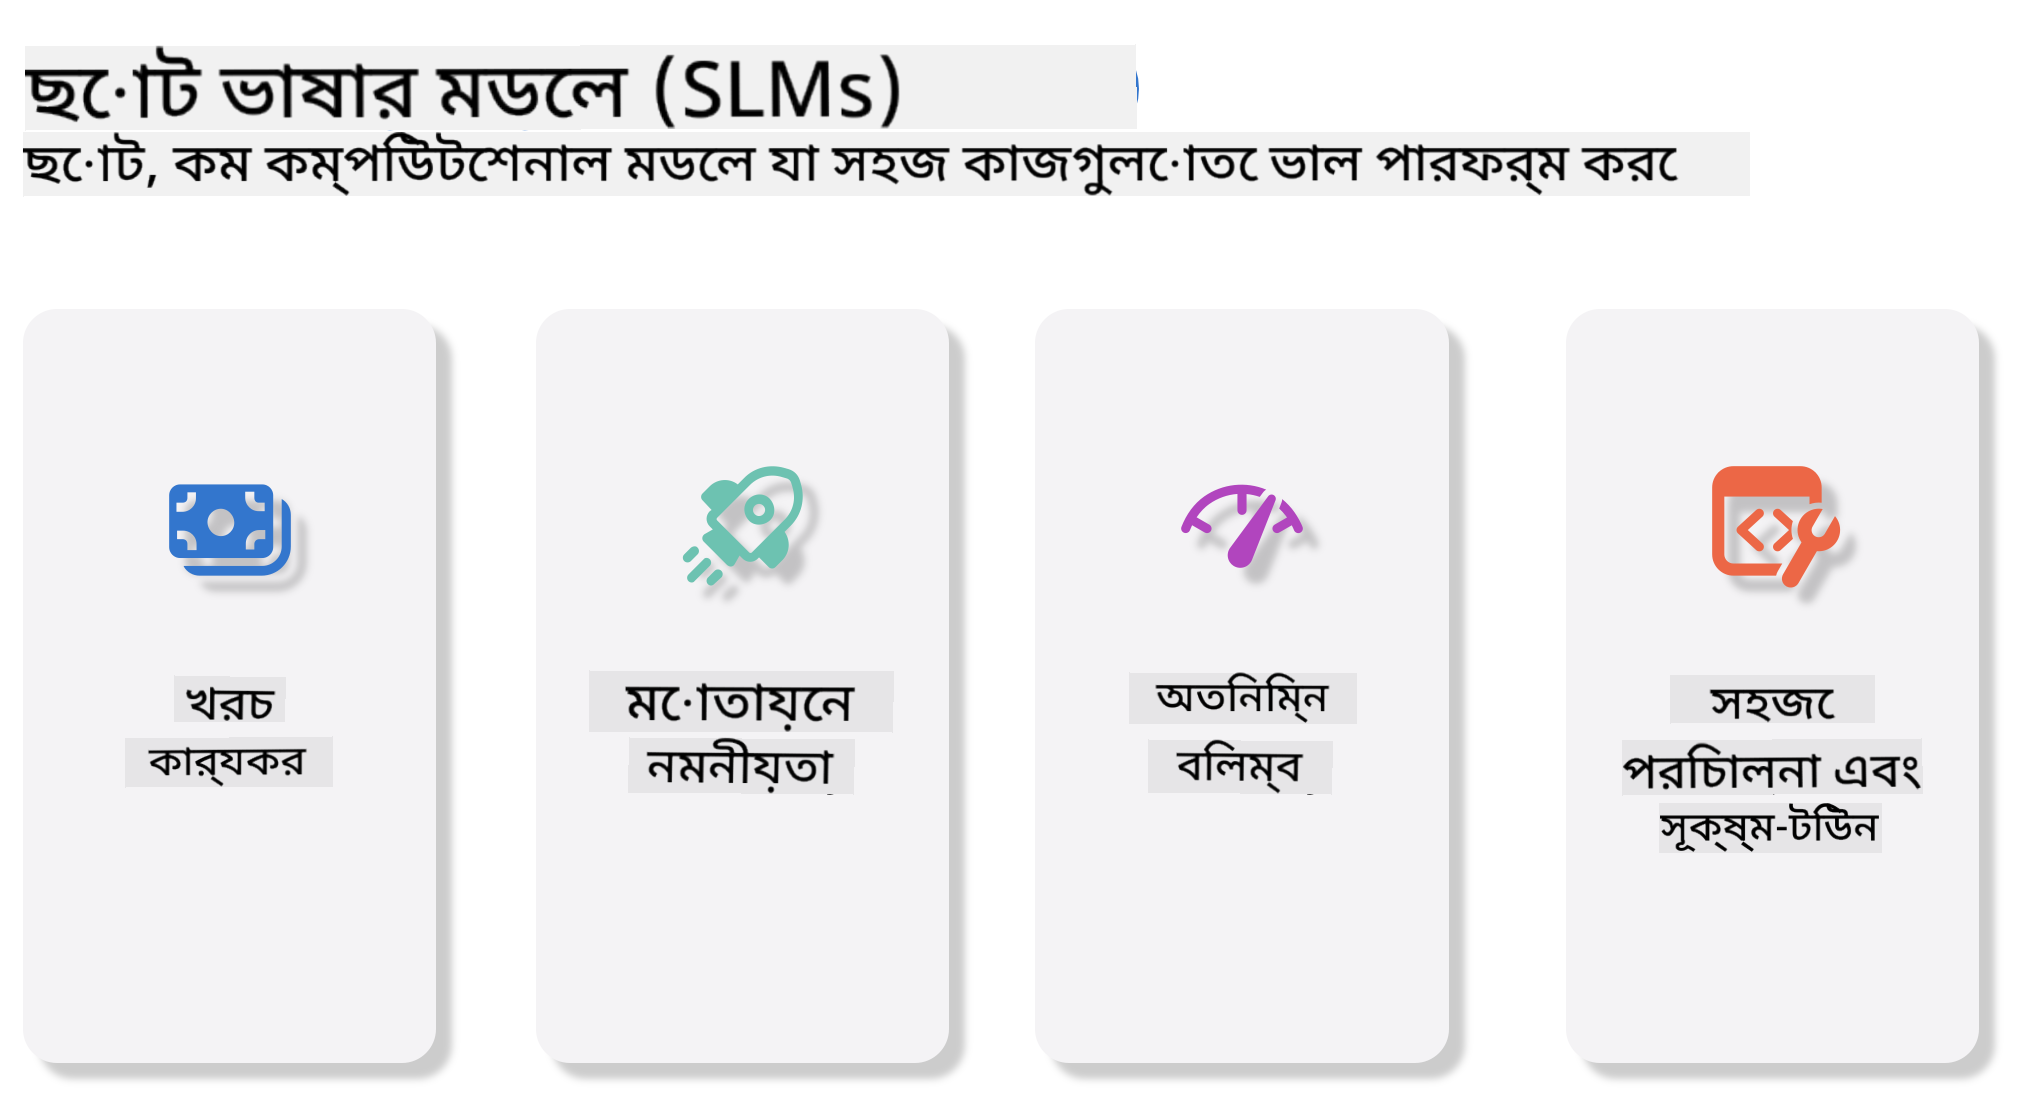 ছোট ভাষার মডেল (SLMs)
ছোট, কম কম্পিউটেশনাল মডেল যা সহজ কাজগুলোতে ভাল পারফর্ম করে
খরচ
কার্যকর
মোতায়েন
নমনীয়তা
অতিনিম্ন
বিলম্ব
সহজে
পরিচালনা এবং
সূক্ষ্ম-টিউন